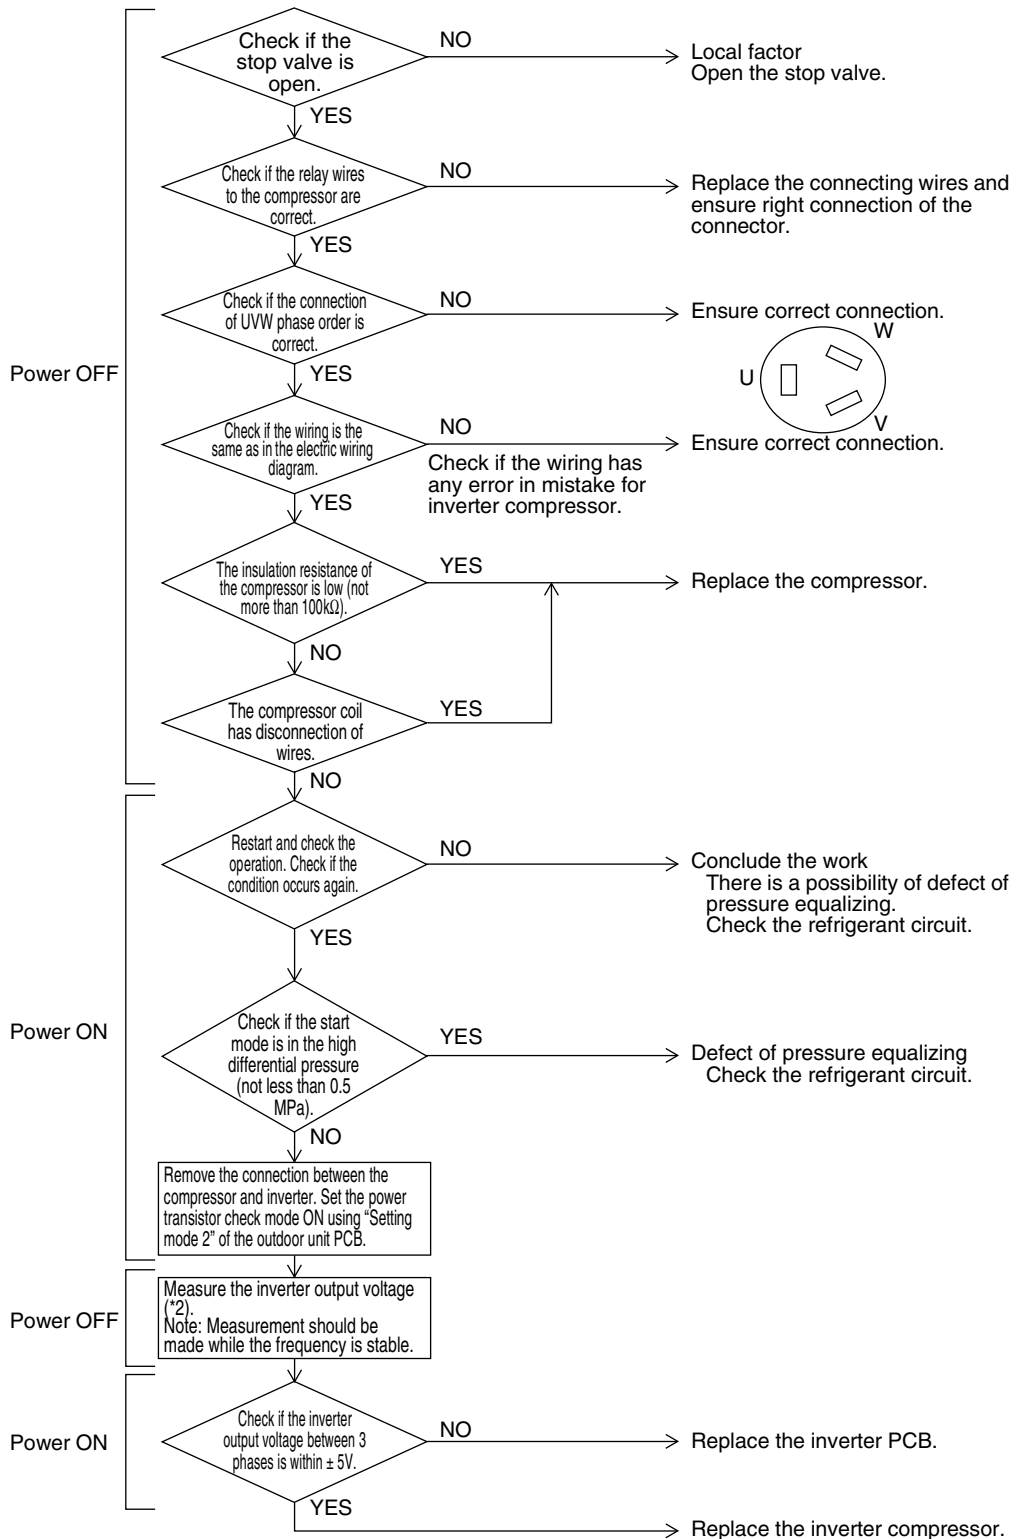 Check if the
stop valve is
open.
NO
Local factor
Open the stop valve.
YES
Check if the relay wires
to the compressor are
correct.
NO
Replace the connecting wires and
ensure right connection of the
connector.
YES
Check if the connection
of UVW phase order is
correct.
NO
Ensure correct connection.
W
U
V
Power OFF
YES
Check if the wiring is the
same as in the electric wiring
diagram.
NO
Check if the wiring has
any error in mistake for
inverter compressor.
Ensure correct connection.
YES
The insulation resistance of
the compressor is low (not
more than 100kΩ).
YES
Replace the compressor.
NO
The compressor coil
has disconnection of
wires.
YES
NO
Restart and check the
operation. Check if the
condition occurs again.
NO
Conclude the work
There is a possibility of defect of
pressure equalizing.
Check the refrigerant circuit.
YES
Power ON
Check if the start
mode is in the high
differential pressure
(not less than 0.5
MPa).
YES
Defect of pressure equalizing
Check the refrigerant circuit.
NO
Remove the connection between the
compressor and inverter. Set the power
transistor check mode ON using “Setting
mode 2” of the outdoor unit PCB.
Power OFF
Measure the inverter output voltage
(*2).
Note: Measurement should be
made while the frequency is stable.
Power ON
Check if the inverter
output voltage between 3
phases is within ± 5V.
NO
Replace the inverter PCB.
YES
Replace the inverter compressor.